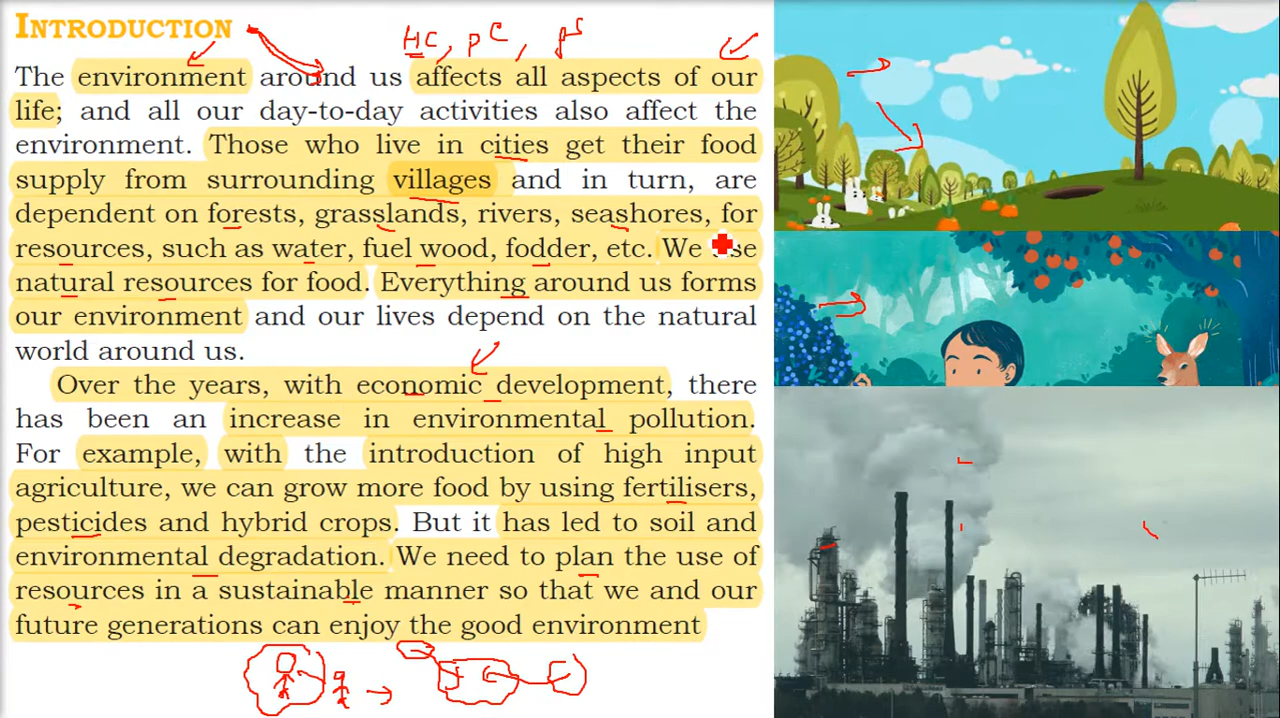 INTRODUCTION
HC, PC, PS
The environment around us affects all aspects of our
life; and all our day-to-day activities also affect the
environment. Those who live in cities get their food
supply from surrounding villages and in turn, are
dependent on forests, grasslands, rivers, seashores, for
resources, such as water, fuel wood, fodder, etc. We use
natural resources for food. Everything around us forms
our environment and our lives depend on the natural
world around us.
Over the years, with economic development, there
has been an increase in environmental pollution.
For example, with the introduction of high input
agriculture, we can grow more food by using fertilisers,
pesticides and hybrid crops. But it has led to soil and
environmental degradation. We need to plan the use of
resources in a sustainable manner so that we and our
future generations can enjoy the good environment